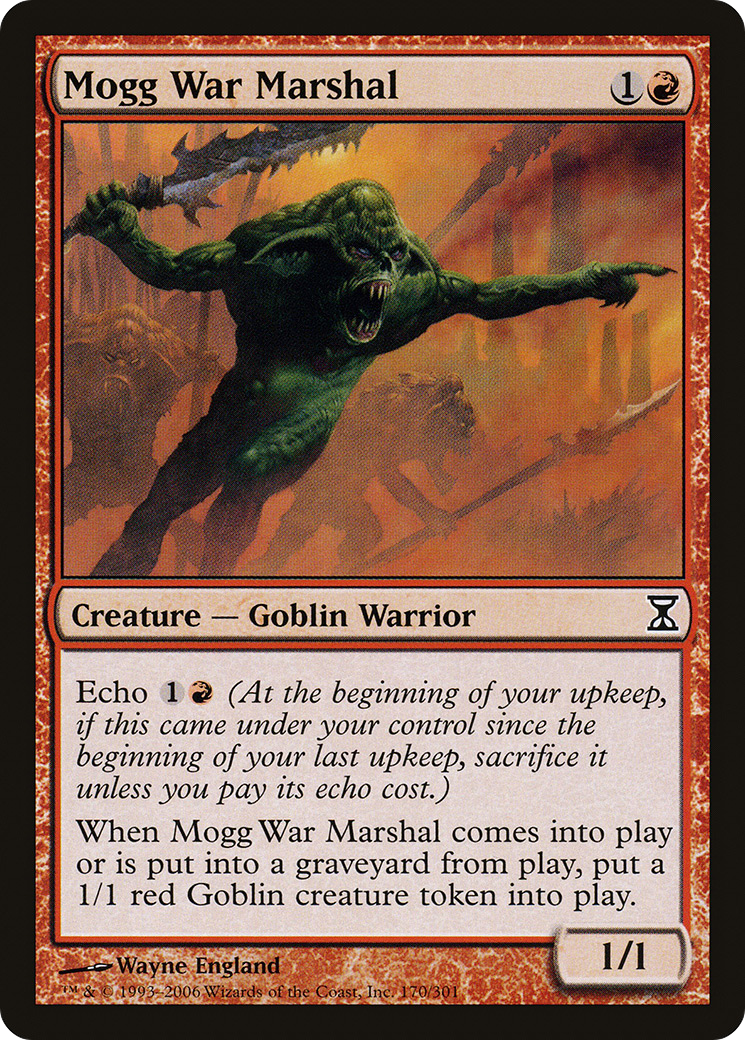 Mogg War Marshal 1
Creature — Goblin Warrior
Echo 1 (At the beginning of your upkeep,
if this came under your control since the
beginning of your last upkeep, sacrifice it
unless you pay its echo cost.)
When Mogg War Marshal comes into play
or is put into a graveyard from play, put a
1/1 red Goblin creature token into play.
1/1
Wayne England
™ & © 1993–2006 Wizards of the Coast, Inc. 170/301